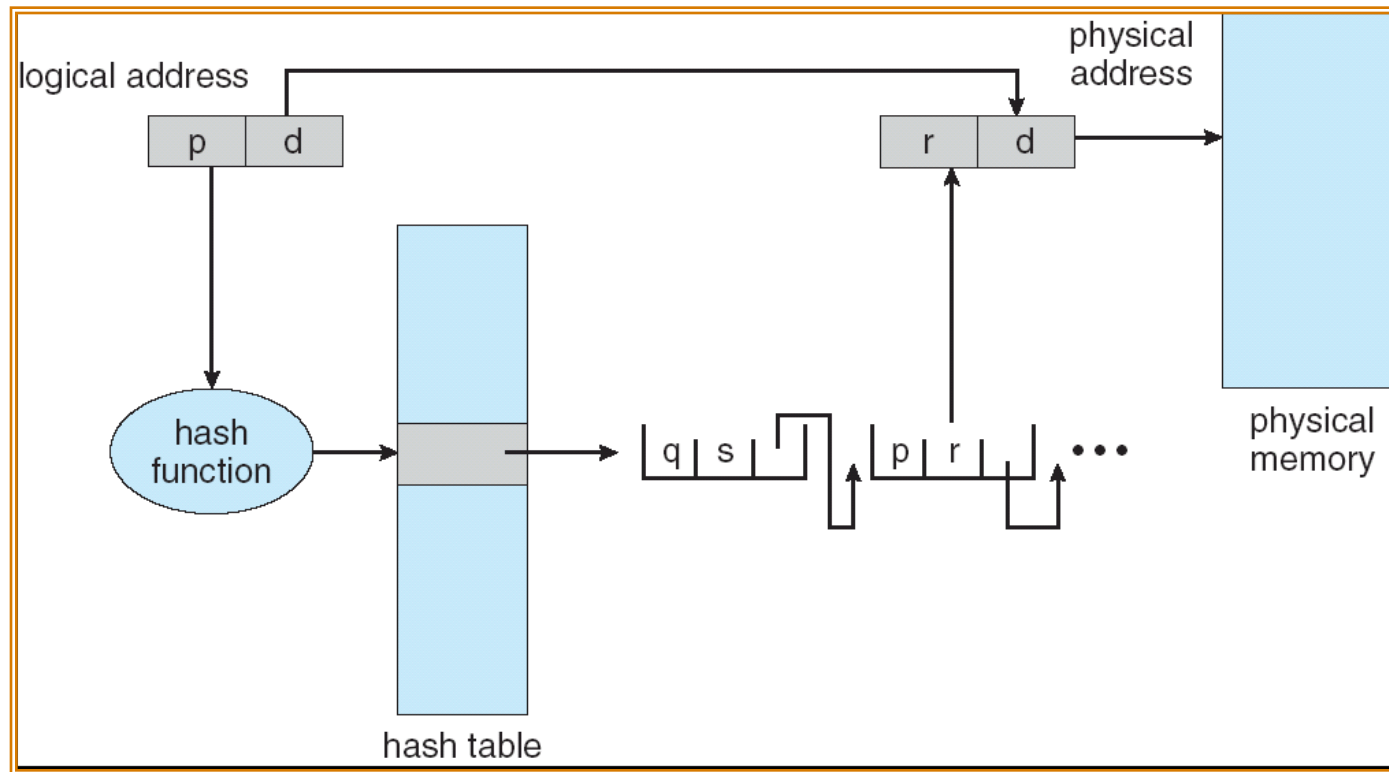 logical address
p d
physical
address
r d
hash
function
q s
p r
•••
physical
memory
hash table